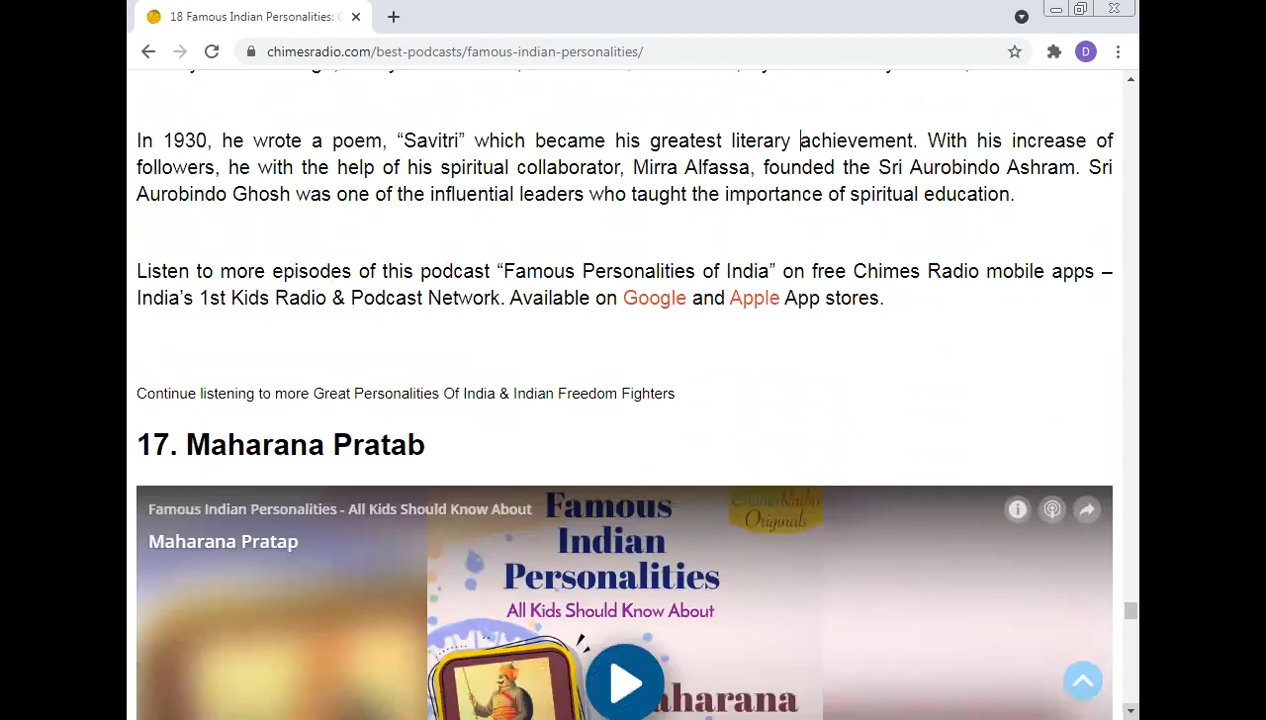 18 Famous Indian Personalities:
chimesradio.com/best-podcasts/famous-indian-personalities/
D
In 1930, he wrote a poem, “Savitri” which became his greatest literary achievement. With his increase of
followers, he with the help of his spiritual collaborator, Mirra Alfassa, founded the Sri Aurobindo Ashram. Sri
Aurobindo Ghosh was one of the influential leaders who taught the importance of spiritual education.
Listen to more episodes of this podcast “Famous Personalities of India” on free Chimes Radio mobile apps –
India’s 1st Kids Radio & Podcast Network. Available on Google and Apple App stores.
Continue listening to more Great Personalities Of India & Indian Freedom Fighters
17. Maharana Pratab
Famous Indian Personalities - All Kids Should Know About
Maharana Pratap
Famous
Indian
Personalities
All Kids Should Know About
Chimes Radio
Originals
Maharana